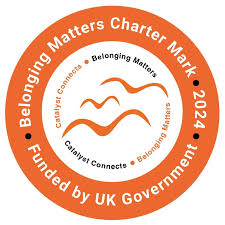 Belonging Matters Charter Mark • 2024 •
Funded by UK Government •
Catalyst Connects • Belonging Matters
Catalyst Connects • Belonging Matters